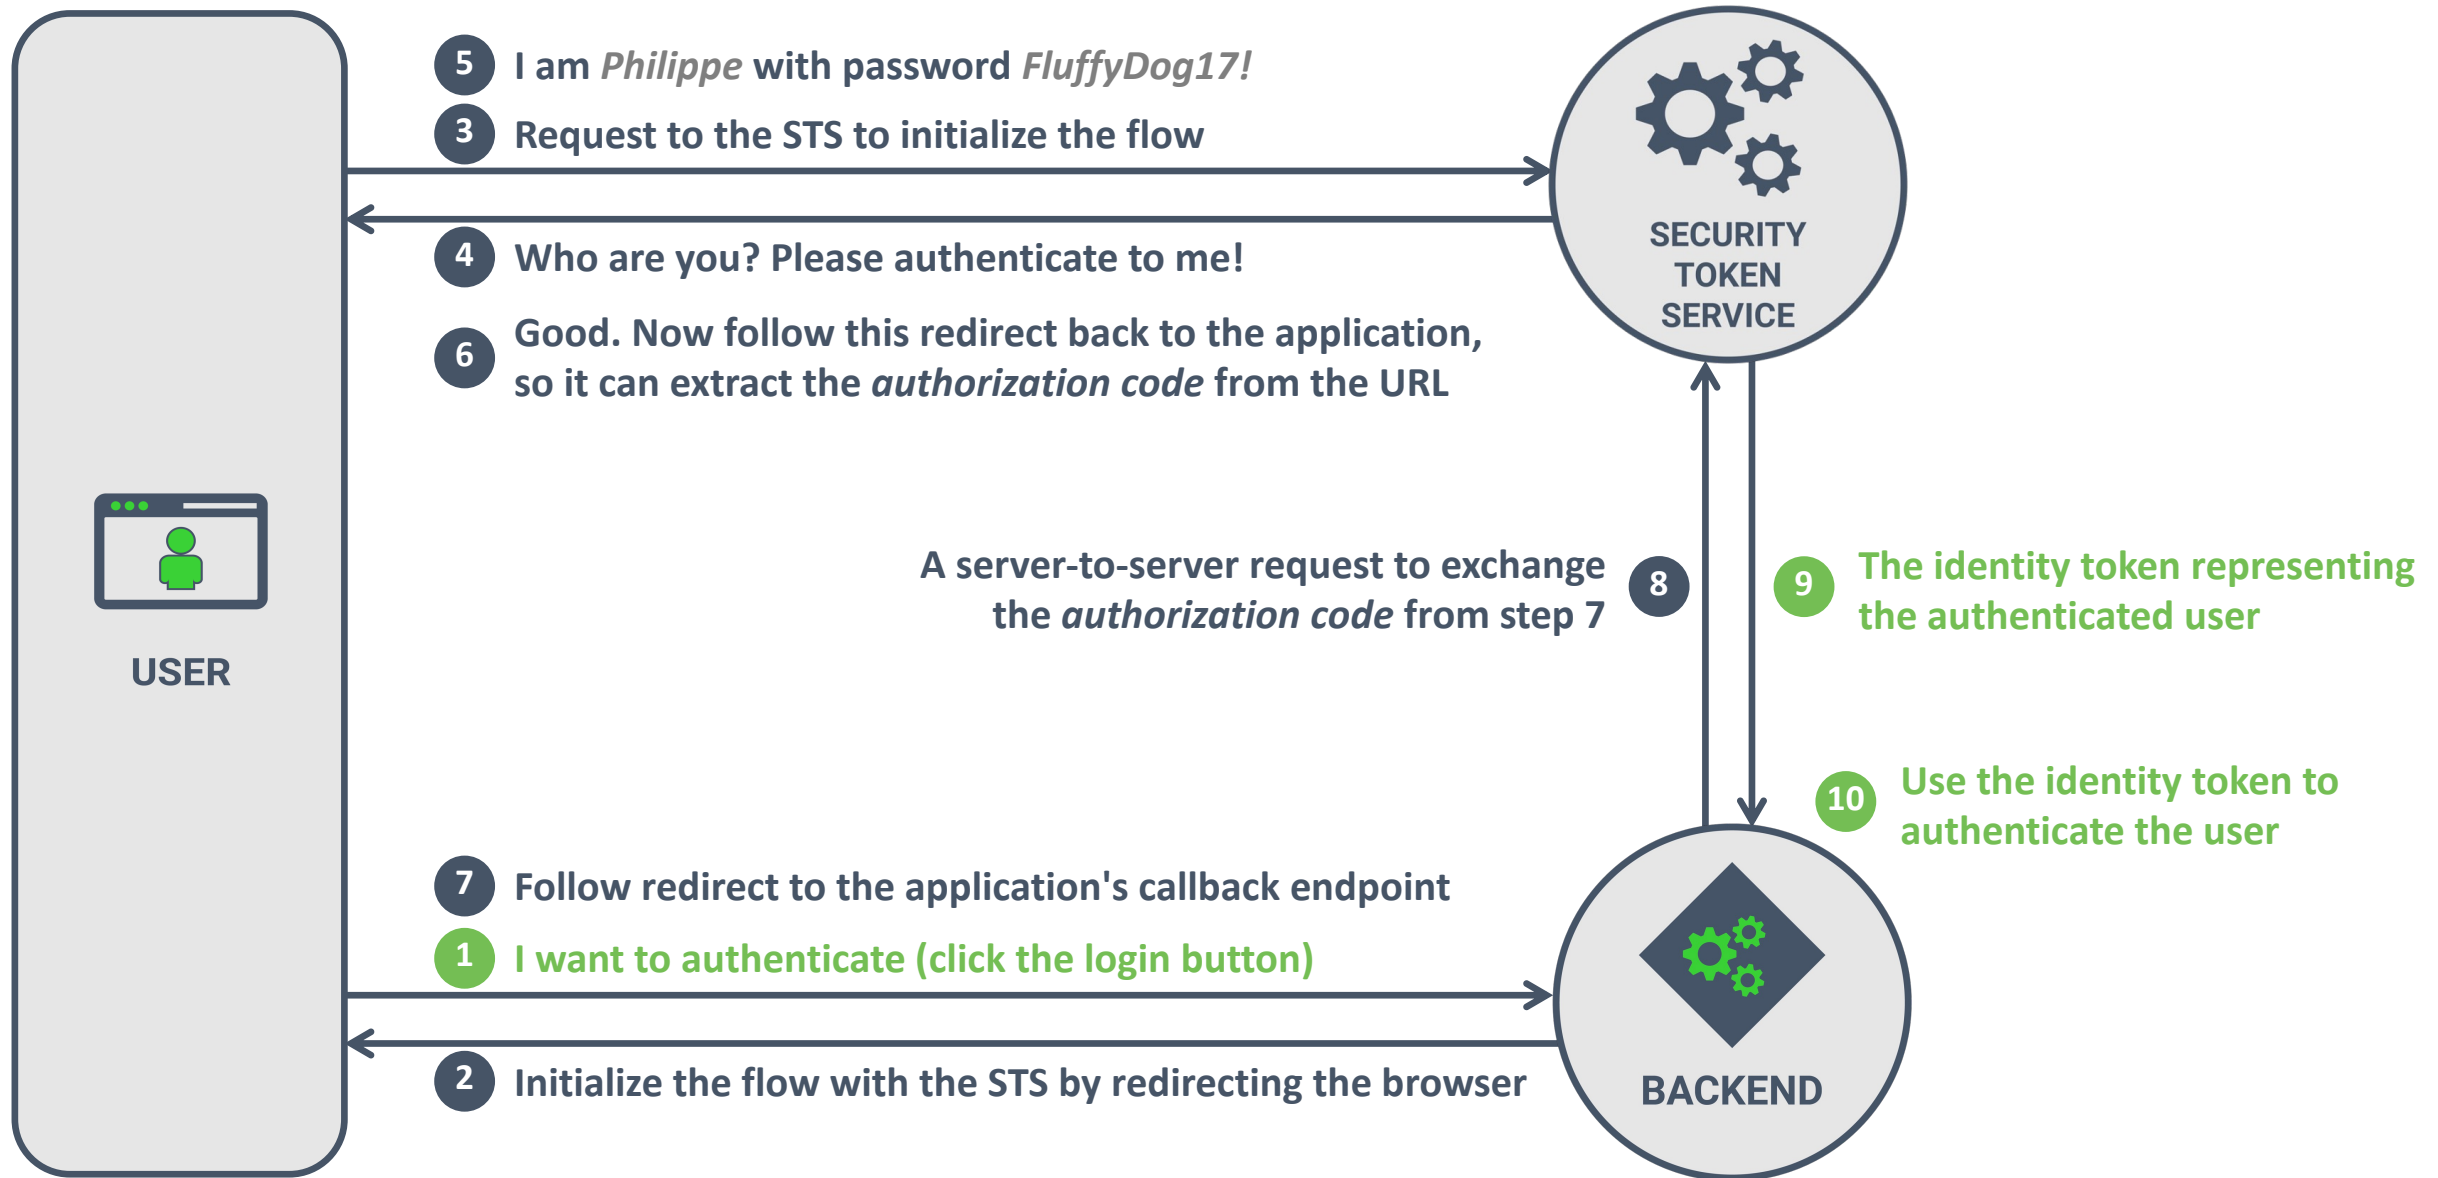 5 I am Philippe with password FluffyDog17!
3 Request to the STS to initialize the flow
4 Who are you? Please authenticate to me!
6 Good. Now follow this redirect back to the application,
so it can extract the authorization code from the URL
SECURITY
TOKEN
SERVICE
USER
A server-to-server request to exchange
the authorization code from step 7
8
9 The identity token representing
the authenticated user
10 Use the identity token to
authenticate the user
7 Follow redirect to the application's callback endpoint
1 I want to authenticate (click the login button)
2 Initialize the flow with the STS by redirecting the browser
BACKEND